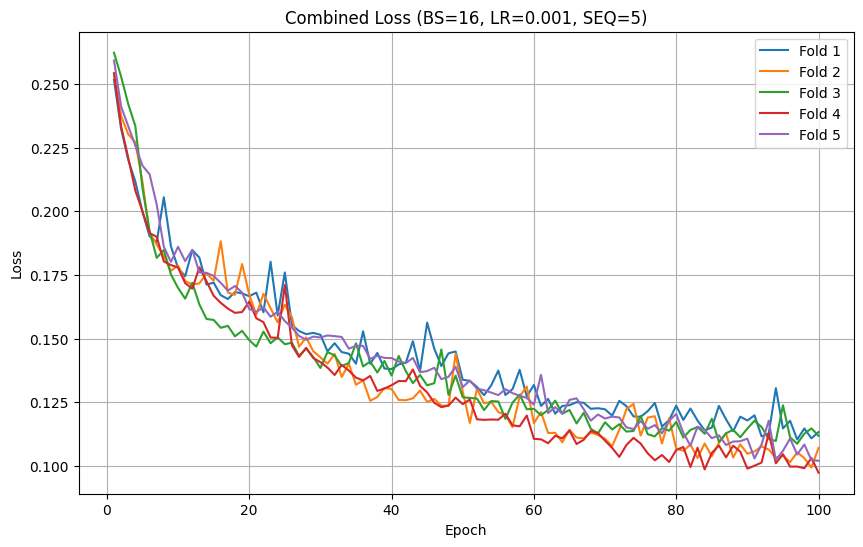 Combined Loss (BS=16, LR=0.001, SEQ=5)
Fold 1
Fold 2
Fold 3
Fold 4
Fold 5
0.250
0.225
0.200
0.175
0.150
0.125
0.100
Loss
0 20 40 60 80 100
Epoch